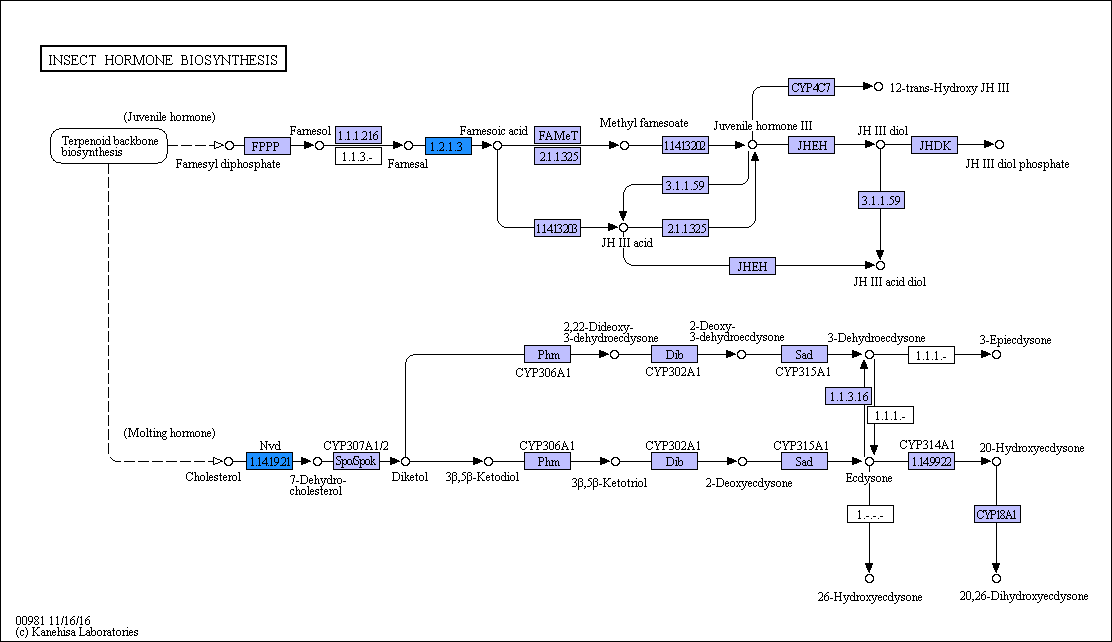 INSECT HORMONE BIOSYNTHESIS
CYP4C7
12-trans-Hydroxy JH III
(Juvenile hormone)
Terpenoid backbone
biosynthesis
Farnesyl diphosphate
FPPP
Farnesol
1.1.1.216
1.1.3.-
Farnesal
1.2.1.3
Farnesoic acid
FAMeT
2.1.1.325
Methyl farnesoate
1.14.13.202
Juvenile hormone III
JHEH
JH III diol
JHDK
JH III diol phosphate
3.1.1.59
3.1.1.59
1.14.13.203
JH III acid
2.1.1.325
JHEH
JH III acid diol
2,22-Dideoxy-
3-dehydroecdysone
2-Deoxy-
3-dehydroecdysone
3-Dehydroecdysone
3-Epiecdysone
Phm
CYP306A1
Dib
CYP302A1
Sad
CYP315A1
1.1.1.-
1.1.3.16
1.1.1.-
(Molting hormone)
Cholesterol
Nvd
1.14.19.21
7-Dehydro-
cholesterol
CYP307A1/2
Spo/Spok
Diketol
3β,5β-Ketodiol
CYP306A1
Phm
3β,5β-Ketotriol
CYP302A1
Dib
2-Deoxyecdysone
CYP315A1
Sad
Ecdysone
CYP314A1
1.14.99.22
20-Hydroxyecdysone
1.-.-.-
CYP18A1
26-Hydroxyecdysone
20,26-Dihydroxyecdysone
00981 11/16/16
(c) Kanehisa Laboratories